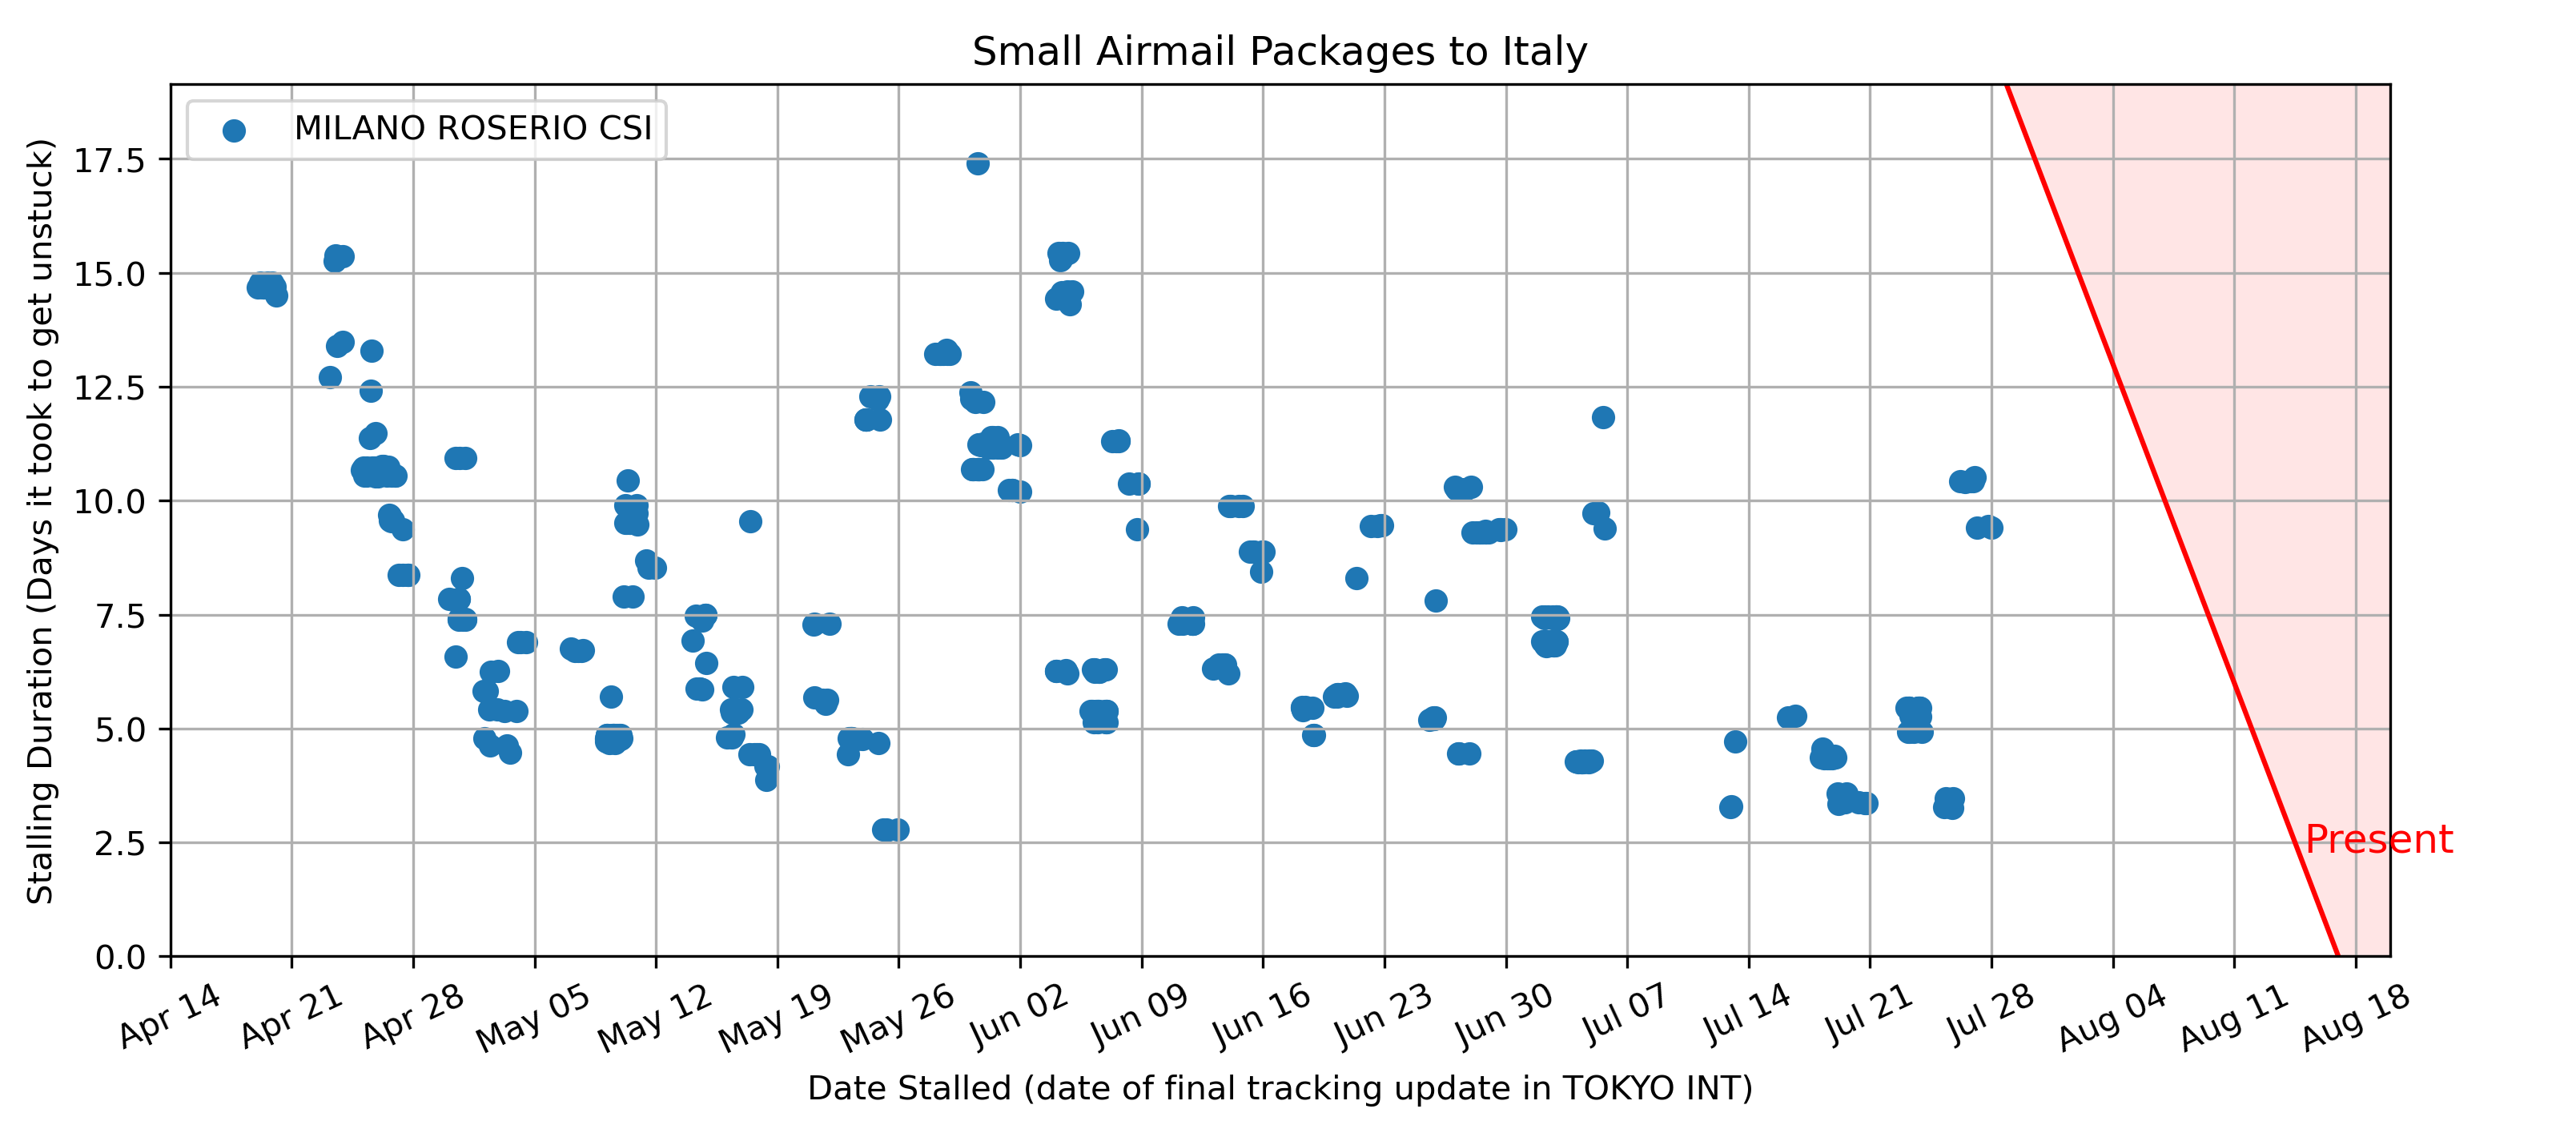 Small Airmail Packages to Italy
MILANO ROSERIO CSI
Stalling Duration (Days it took to get unstuck)
17.5
15.0
12.5
10.0
7.5
5.0
2.5
0.0
Present
Apr 14 Apr 21 Apr 28 May 05 May 12 May 19 May 26 Jun 02 Jun 09 Jun 16 Jun 23 Jun 30 Jul 07 Jul 14 Jul 21 Jul 28 Aug 04 Aug 11 Aug 18
Date Stalled (date of final tracking update in TOKYO INT)